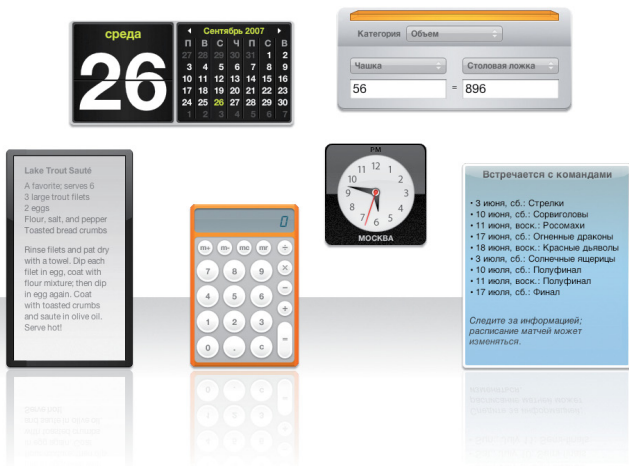 среда
26
Сентябрь 2007
П В С Ч П С В
27 28 29 30 31 1 2
3 4 5 6 7 8 9
10 11 12 13 14 15 16
17 18 19 20 21 22 23
24 25 26 27 28 29 30
1 2 3 4 5 6 7
Категория Объем
Чашка Столовая ложка
56 = 896
Lake Trout Sauté
A favorite; serves 6
3 large trout filets
2 eggs
Flour, salt, and pepper
Toasted bread crumbs
Rinse filets and pat dry
with a towel. Dip each
filet in egg, coat with
flour mixture; then dip
in egg again. Coat
with toasted crumbs
and saute in olive oil.
Serve hot!
0
m+ m- mc mr ÷
7 8 9 ×
4 5 6 −
+
1 2 3
0 . c =
PM
11 12 1
10 2
9 3
8 4
7 6 5
МОСКВА
Встречается с командами
• 3 июня, сб.: Стрелки
• 10 июня, сб.: Сорвиголовы
• 11 июня, воск.: Росомахи
• 17 июня, сб.: Огненные драконы
• 18 июня, воск.: Красные дьяволы
• 3 июля, сб.: Солнечные ящерицы
• 10 июля, сб.: Полуфинал
• 11 июля, воск.: Полуфинал
• 17 июля, сб.: Финал
Следите за информацией;
расписание матчей может
изменяться.